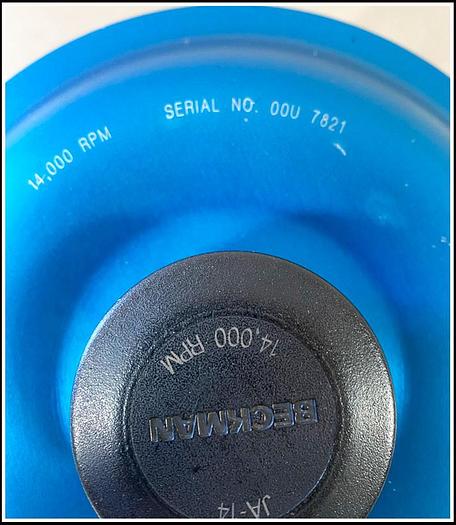 SERIAL NO. 00U 7821
14,000 RPM
14,000 RPM
BECKMAN
JA-14